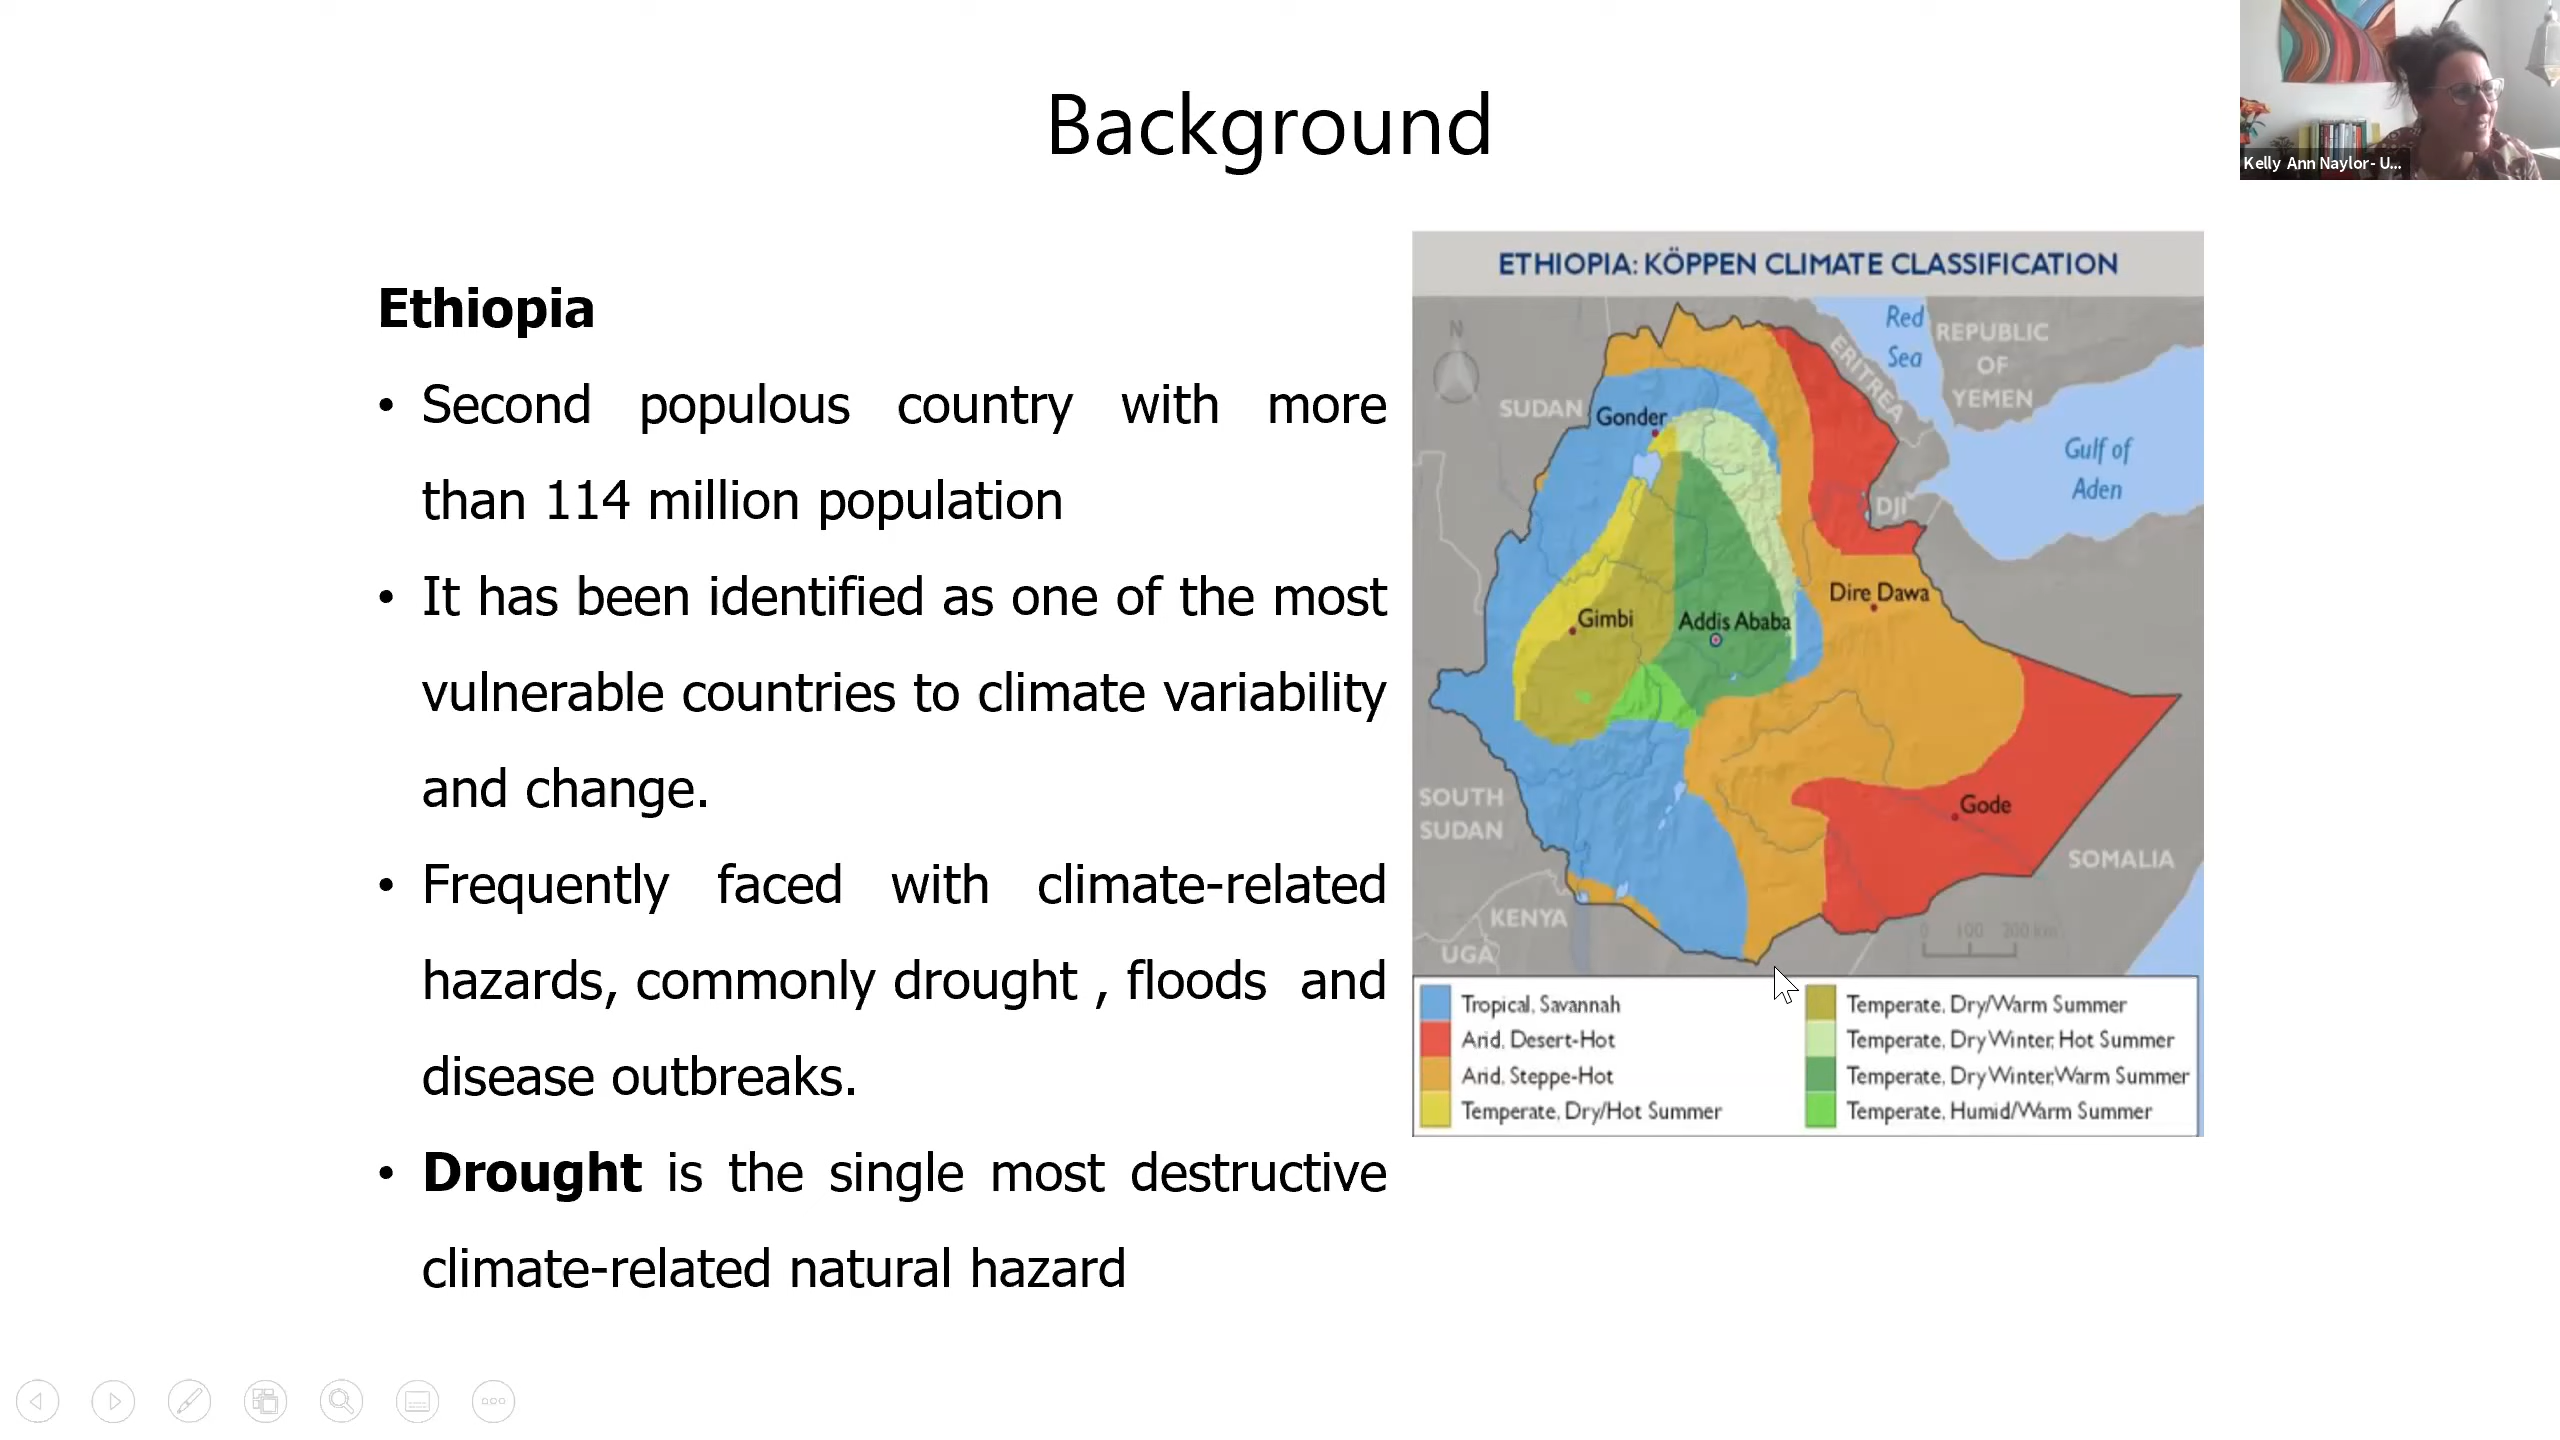 Background
Kelly Ann Naylor- U...
Ethiopia
• Second populous country with more
than 114 million population
• It has been identified as one of the most
vulnerable countries to climate variability
and change.
• Frequently faced with climate-related
hazards, commonly drought , floods and
disease outbreaks.
• Drought is the single most destructive
climate-related natural hazard
ETHIOPIA: KÖPPEN CLIMATE CLASSIFICATION
N
Red
Sea
REPUBLIC
OF
YEMEN
ERITREA
SUDAN
Gonder
Gulf of
Aden
DJI
Dire Dawa
Gimbi
Addis Ababa
SOUTH
SUDAN
Gode
SOMALIA
KENYA
UGA
0 100 200 km
Tropical, Savannah
Arid, Desert-Hot
Arid, Steppe-Hot
Temperate, Dry/Hot Summer
Temperate, Dry/Warm Summer
Temperate, Dry Winter, Hot Summer
Temperate, Dry Winter, Warm Summer
Temperate, Humid/Warm Summer